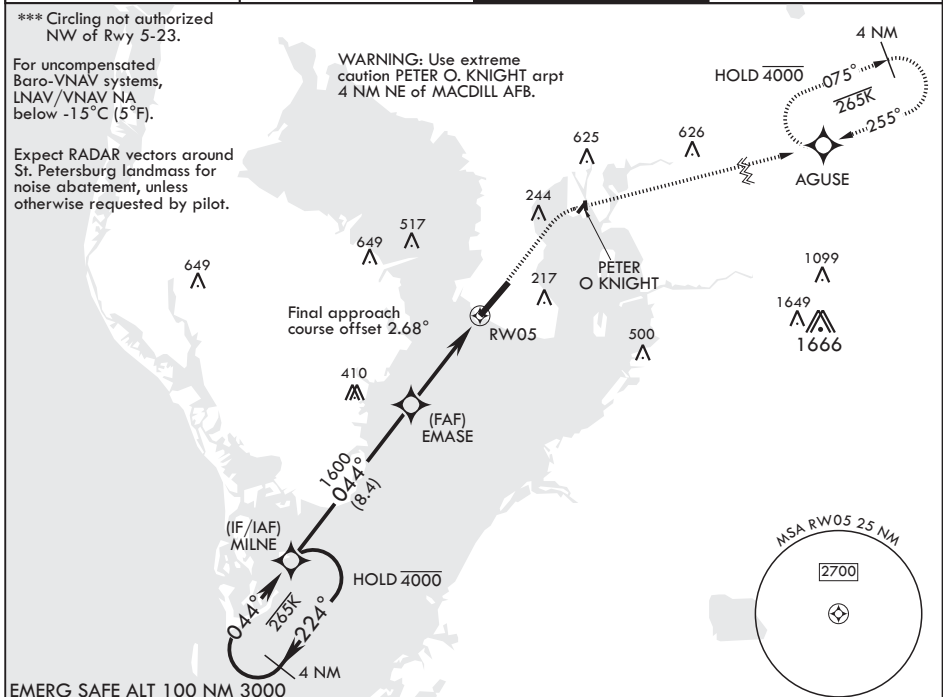 *** Circling not authorized
NW of Rwy 5-23.
For uncompensated
Baro-VNAV systems,
LNAV/VNAV NA
below -15°C (5°F).
Expect RADAR vectors around
St. Petersburg landmass for
noise abatement, unless
otherwise requested by pilot.
WARNING: Use extreme
caution PETER O. KNIGHT arpt
4 NM NE of MACDILL AFB.
4 NM
HOLD 4000
075°
265K
255°
AGUSE
625
626
244
517
649
649
217
PETER
O KNIGHT
1099
1649
1666
Final approach
course offset 2.68°
RW05
500
410
(FAF)
EMASE
1600
044°
(8.4)
(IF/IAF)
MILNE
HOLD 4000
044°
265K
224°
4 NM
MSA RW05 25 NM
2700
EMERG SAFE ALT 100 NM 3000